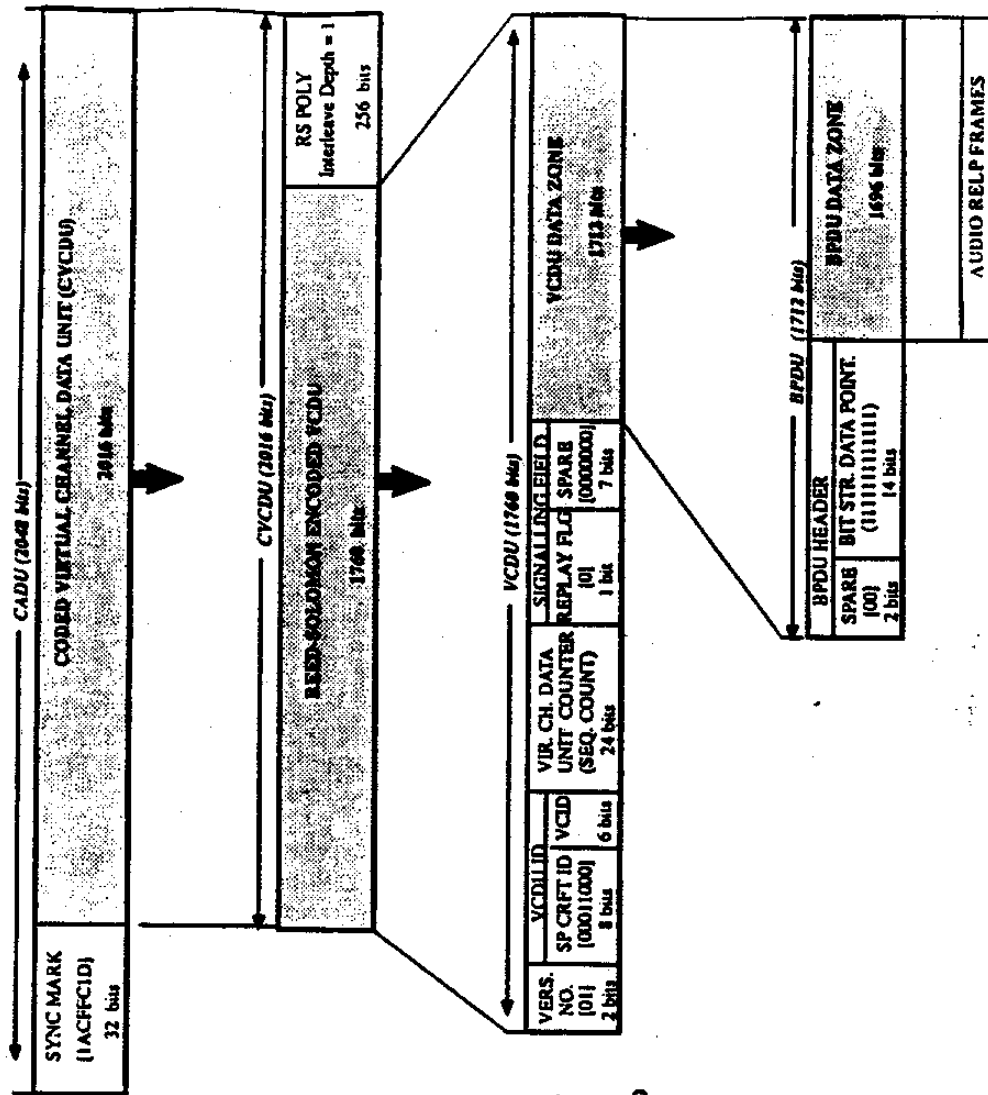 CADU (2048 bits)
SYNC MARK
[1ACFFC1D]
32 bits
CODED VIRTUAL CHANNEL DATA UNIT (CVCDU)
2016 bits
CVCDU (2016 bits)
REED-SOLOMON ENCODED VCDU
1760 bits
RS POLY
Interleave Depth = 1
256 bits
VCDU (1760 bits)
VERS.
NO.
[01]
2 bits
VCDU ID
SP CRFT ID
[00011000]
8 bits
VCID
6 bits
VIR. CH. DATA
UNIT COUNTER
(SEQ. COUNT)
24 bits
SIGNALLING FIELD
REPLAY FLG
[0]
1 bit
SPARE
[0000000]
7 bits
VCDU DATA ZONE
1712 bits
BPDU (1712 bits)
BPDU HEADER
SPARE
[00]
2 bits
BIT STR. DATA POINT.
(11111111111111)
14 bits
BPDU DATA ZONE
1696 bits
AUDIO RELP FRAMES